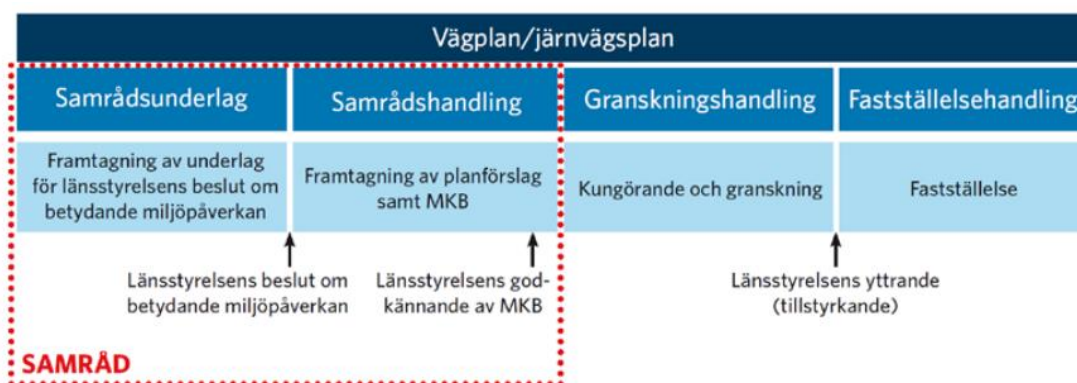 Vägplan/järnvägsplan
Samrådsunderlag
Samrådshandling
Granskningshandling
Fastställelsehandling
Framtagning av underlag
för länsstyrelsens beslut om
betydande miljöpåverkan
Framtagning av planförslag
samt MKB
Kungörande och granskning
Fastställelse
Länsstyrelsens beslut om
betydande miljöpåverkan
Länsstyrelsens god-
kännande av MKB
Länsstyrelsens yttrande
(tillstyrkande)
SAMRÅD